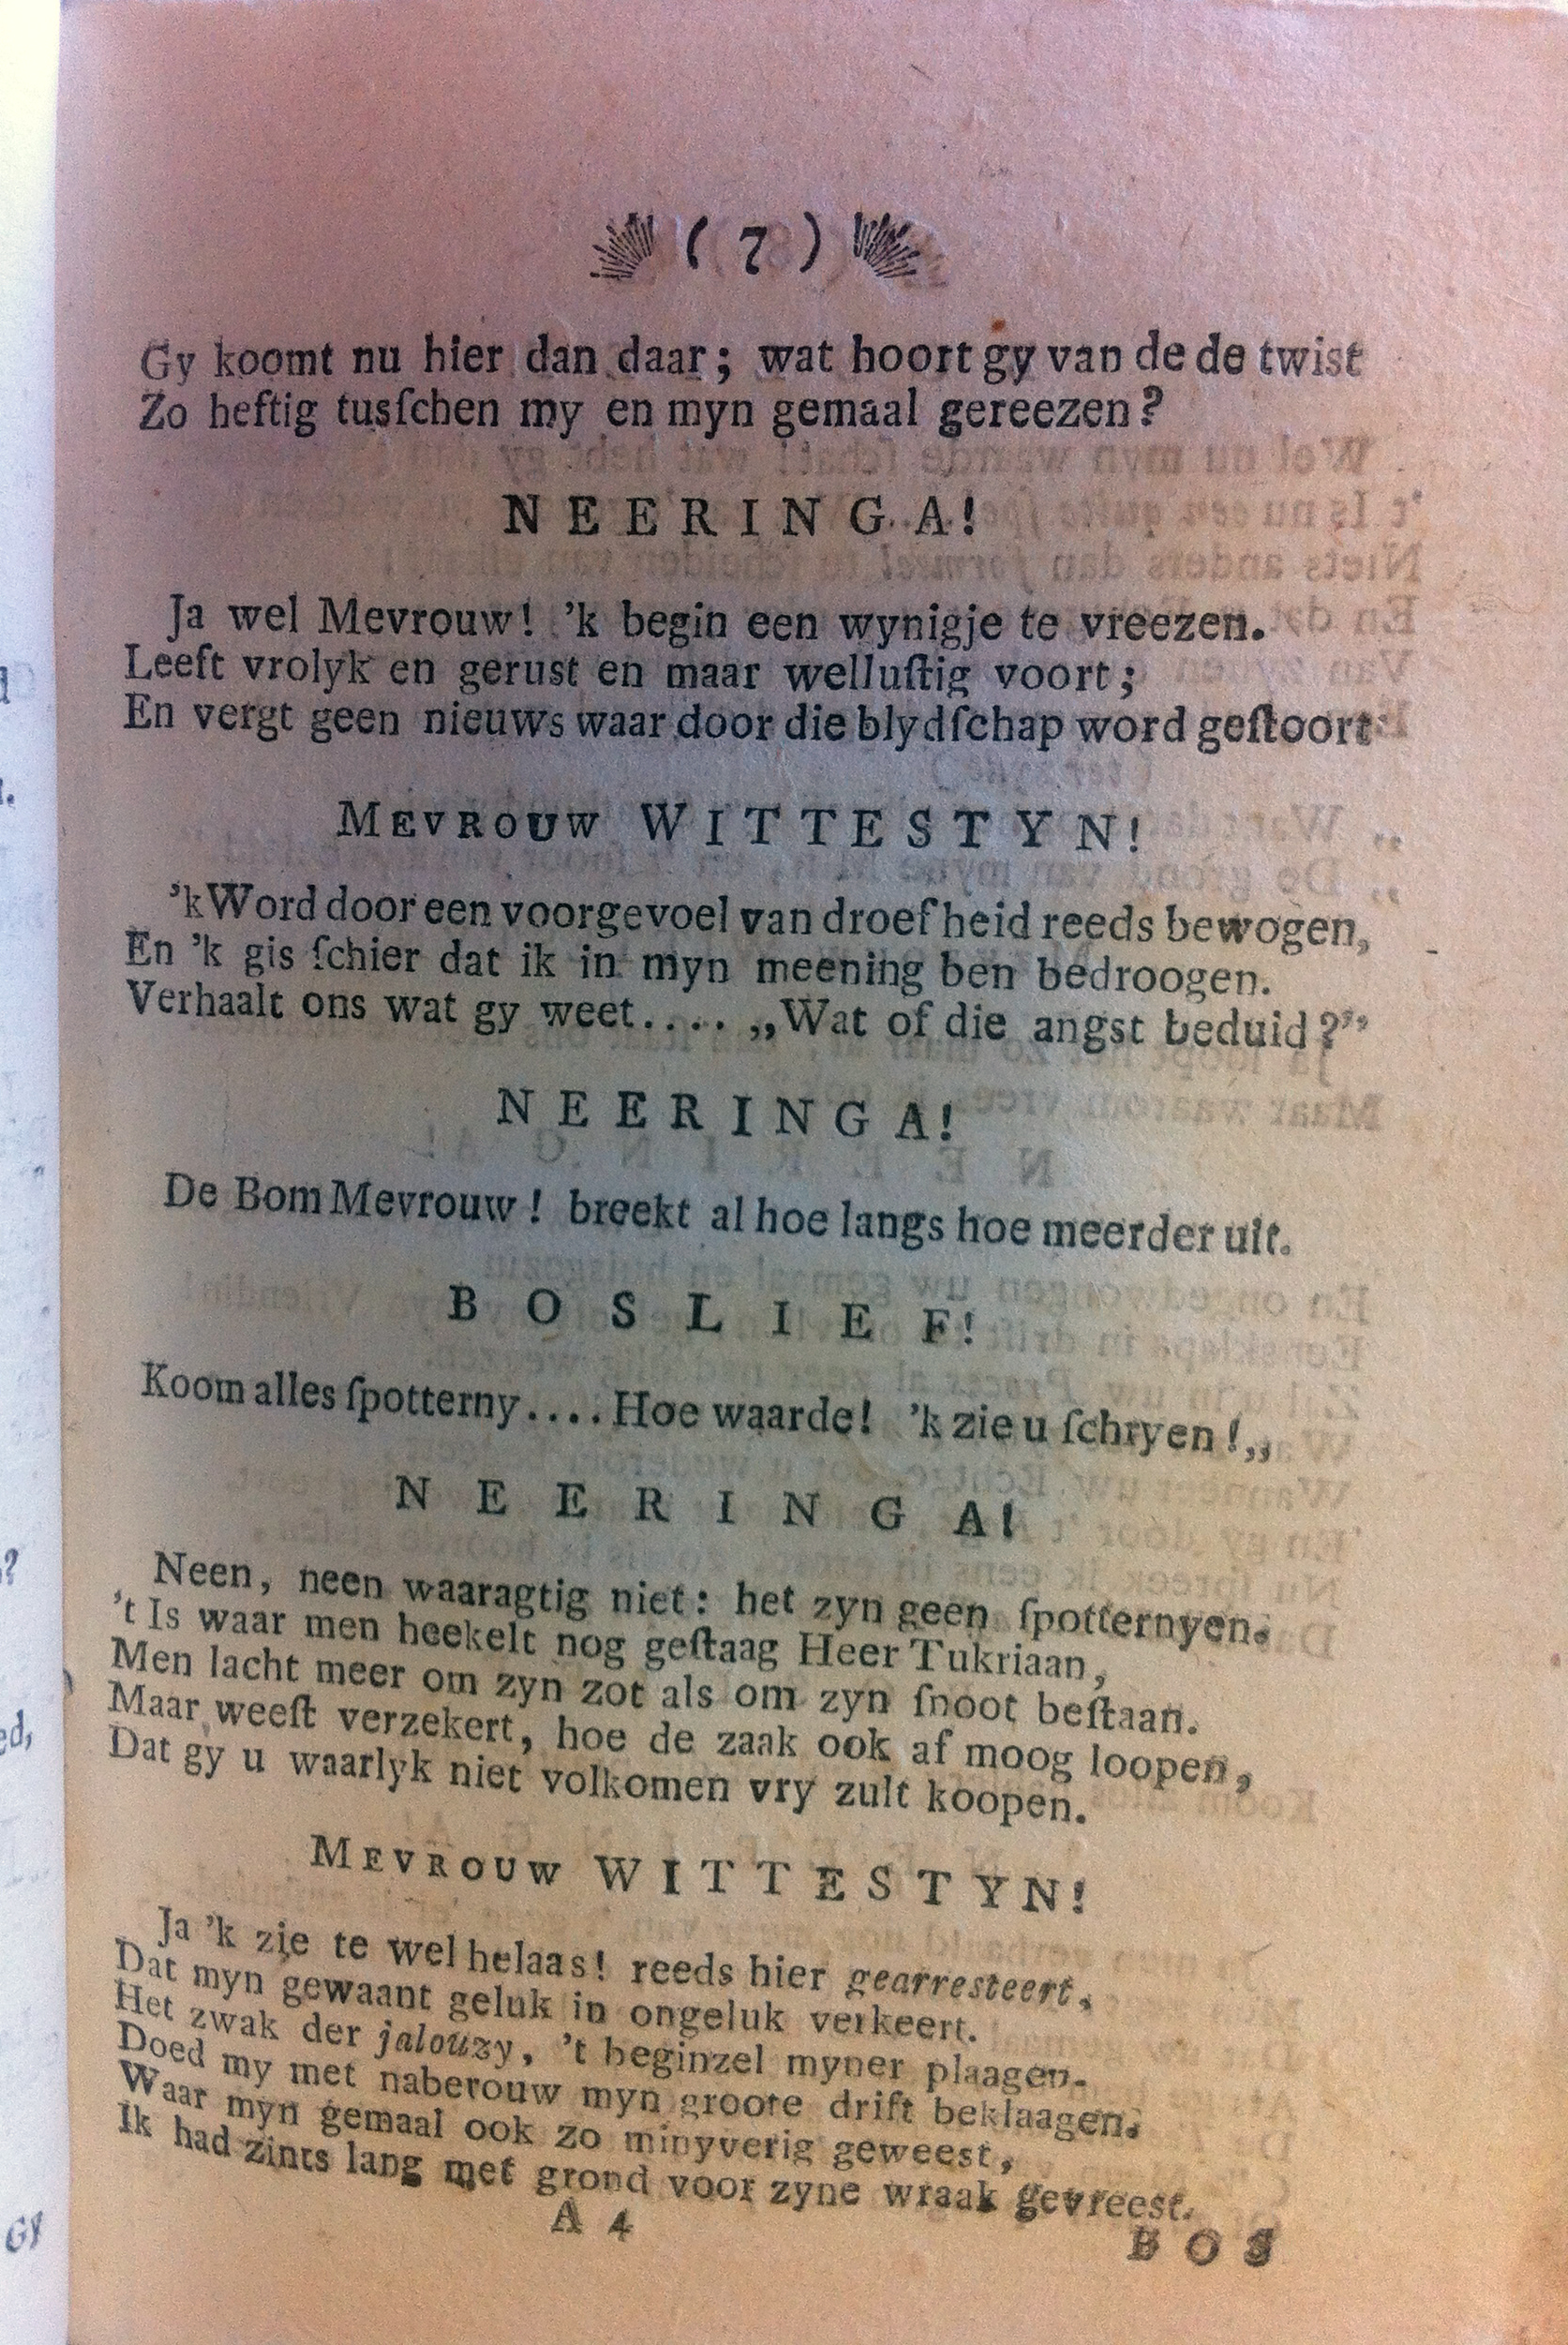 ( 7 )
Gy koomt nu hier dan daar; wat hoort gy van de de twist
Zo heftig tusſchen my en myn gemaal gereezen?
NEERINGA!
Ja wel Mevrouw! 'k begin een wynigje te vreezen.
Leeft vrolyk en gerust en maar welluſtig voort;
En vergt geen nieuws waar door die blydſchap word geſtoort
MEVROUW WITTESTYN!
'k Word door een voorgevoel van droefheid reeds bewogen,
En 'k gis ſchier dat ik in myn meening ben bedroogen.
Verhaalt ons wat gy weet.... „Wat of die angst beduid?”
NEERINGA!
De Bom Mevrouw! breekt al hoe langs hoe meerder uit.
BOSLIEF!
Koom alles ſpotterny.... Hoe waarde! 'k zie u ſchryen!„
NEERINGA!
Neen, neen waaragtig niet: het zyn geen ſpotternyen.
't Is waar men heekelt nog geſtaag Heer Tukriaan,
Men lacht meer om zyn zot als om zyn ſnoot beſtaan.
Maar weeſt verzekert, hoe de zaak ook af moog loopen,
Dat gy u waarlyk niet volkomen vry zult koopen.
MEVROUW WITTESTYN!
Ja 'k zie te wel helaas! reeds hier gearresteert,
Dat myn gewaant geluk in ongeluk verkeert.
Het zwak der jalouzy, 't beginzel myner plaagen.
Doed my met naberouw myn groote drift beklaagen.
Waar myn gemaal ook zo minyverig geweest,
Ik had zints lang met grond voor zyne wraak gevreest.
A 4
BOS